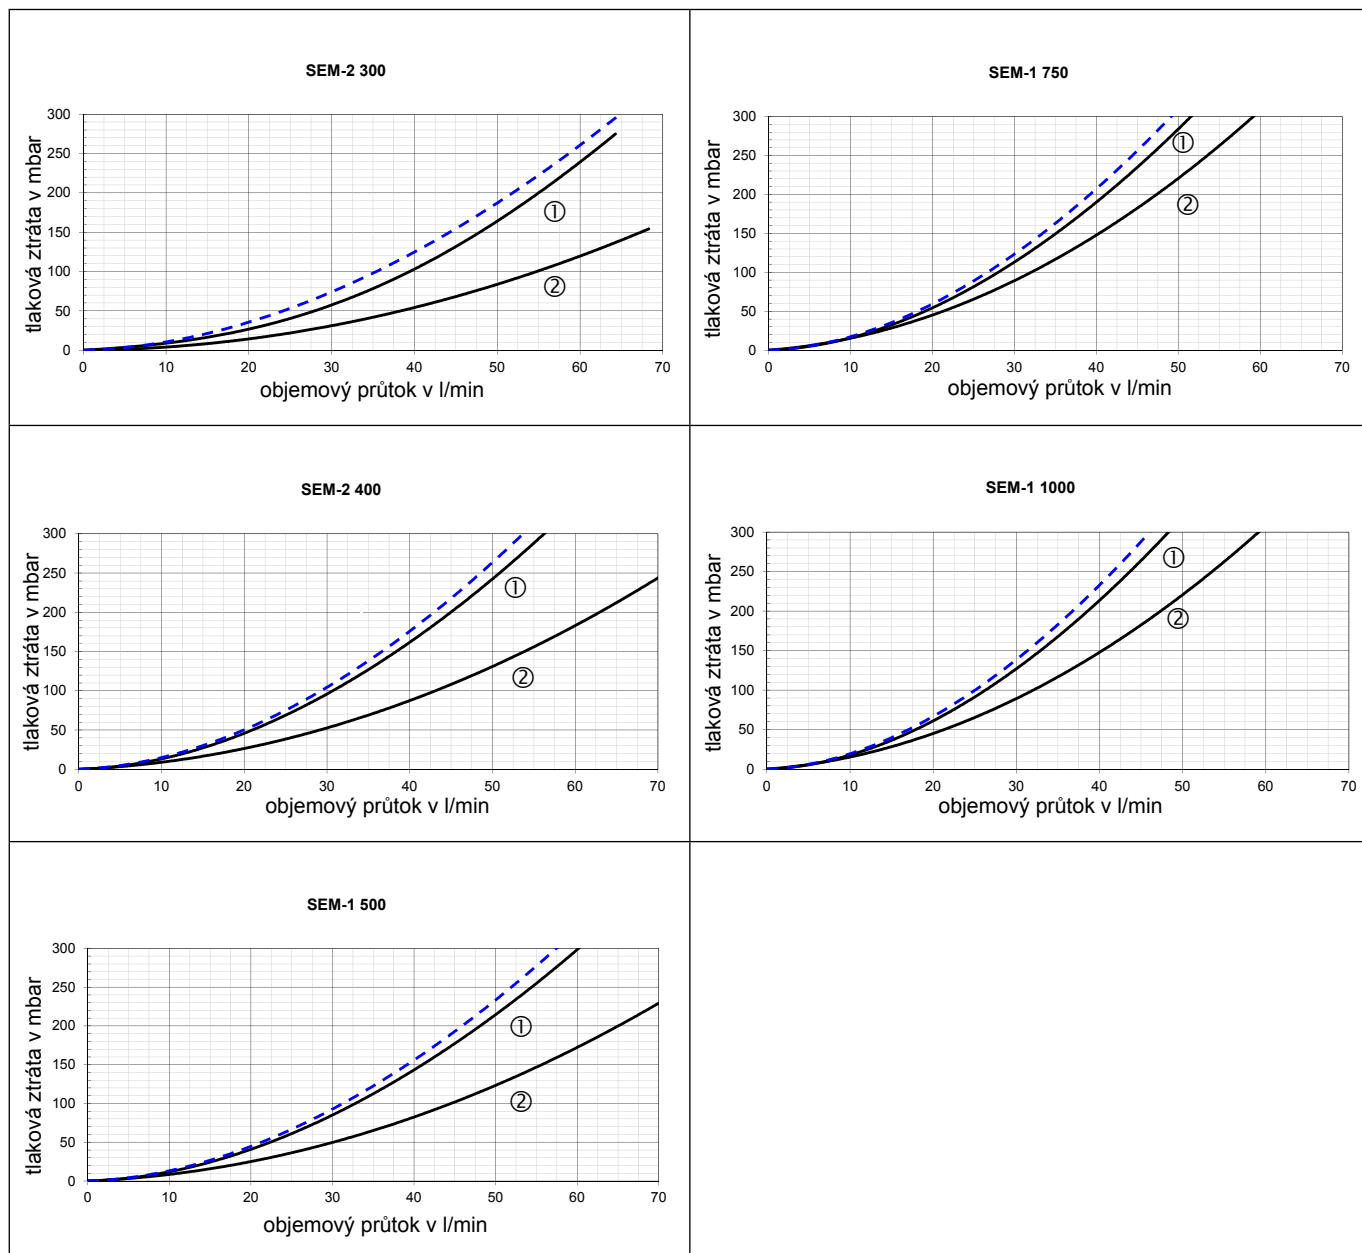 SEM-2 300
300
250
200
150
100
50
0
tlaková ztráta v mbar
①
②
0 10 20 30 40 50 60 70
objemový průtok v l/min
SEM-1 750
300
250
200
150
100
50
0
tlaková ztráta v mbar
①
②
0 10 20 30 40 50 60 70
objemový průtok v l/min
SEM-2 400
300
250
200
150
100
50
0
tlaková ztráta v mbar
①
②
0 10 20 30 40 50 60 70
objemový průtok v l/min
SEM-1 1000
300
250
200
150
100
50
0
tlaková ztráta v mbar
①
②
0 10 20 30 40 50 60 70
objemový průtok v l/min
SEM-1 500
300
250
200
150
100
50
0
tlaková ztráta v mbar
①
②
0 10 20 30 40 50 60 70
objemový průtok v l/min